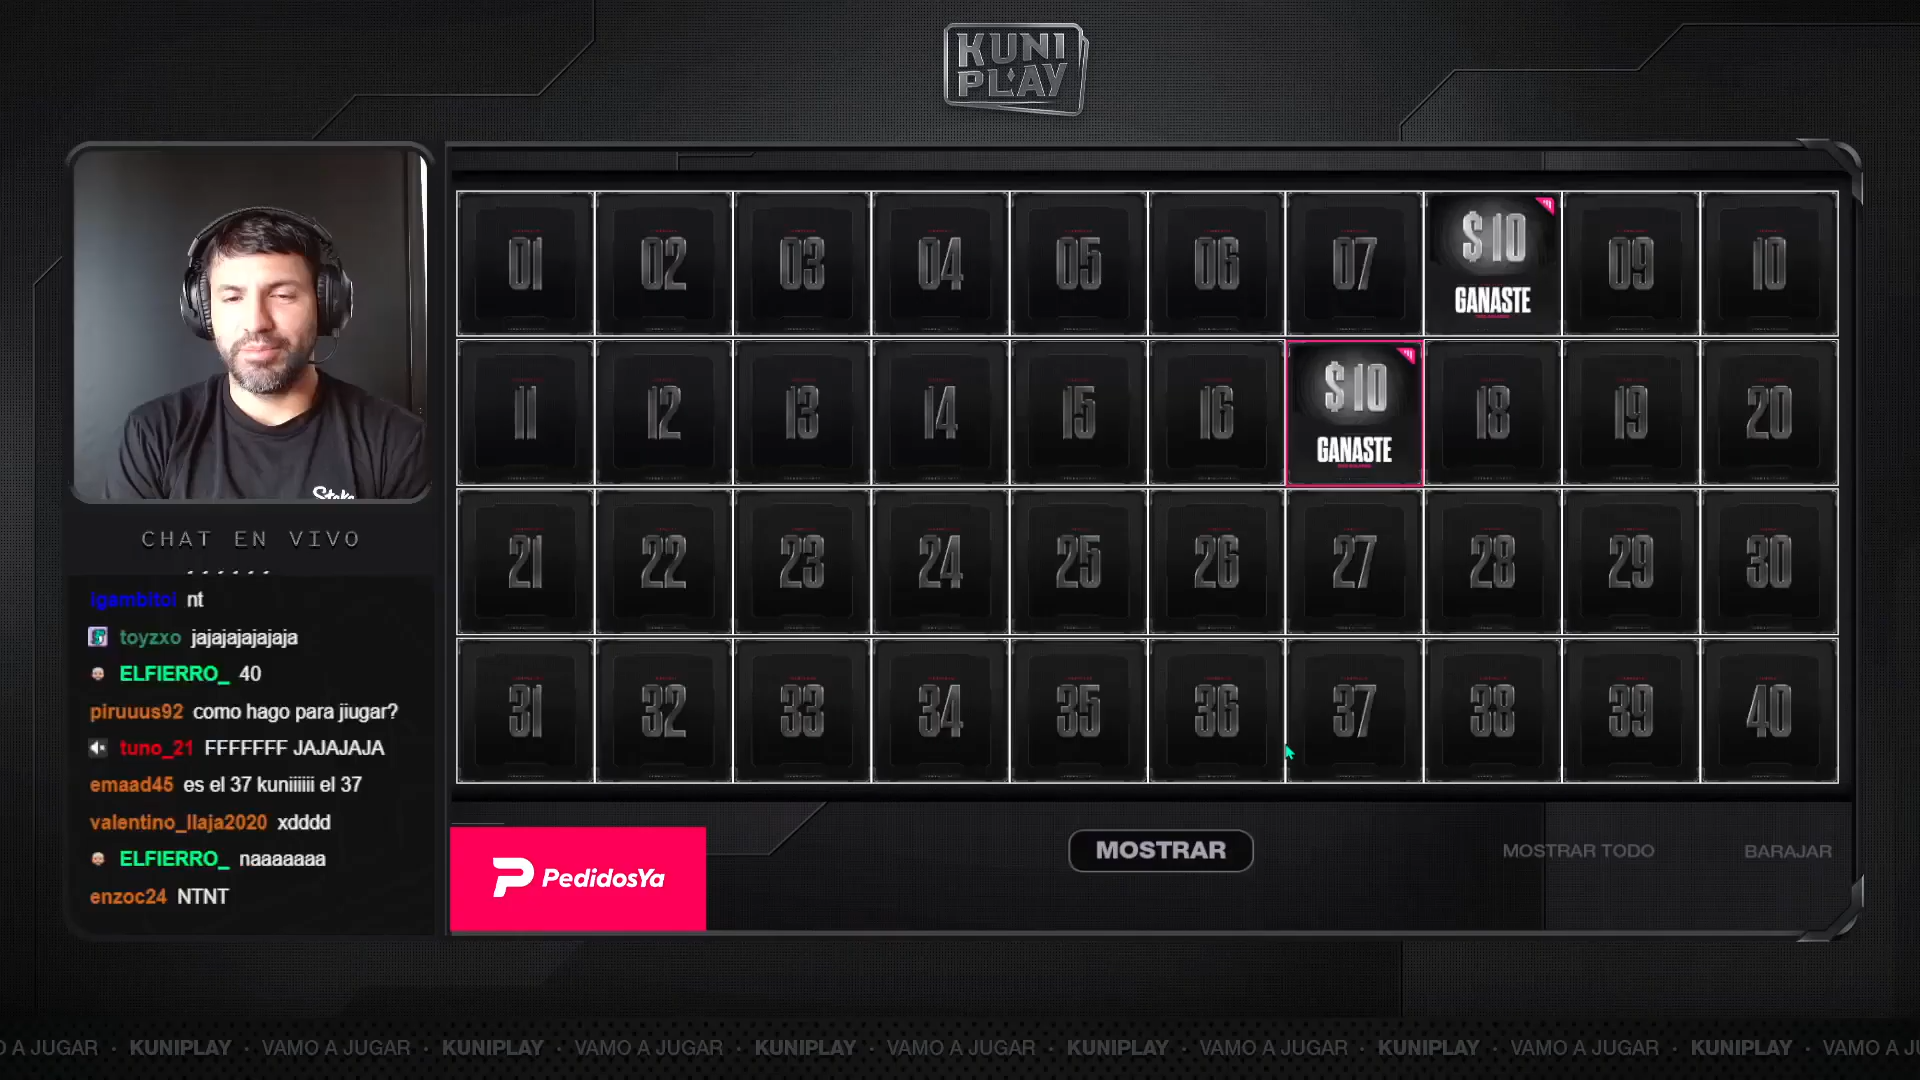 KUNI
PLAY
01 02 03 04 05 06 07 $10 09 10
GANASTE
11 12 13 14 15 16 $10 18 19 20
GANASTE
21 22 23 24 25 26 27 28 29 30
31 32 33 34 35 36 37 38 39 40
Stake
CHAT EN VIVO
igambitoi nt
toyzxo jajajajajajaja
ELFIERRO_ 40
piruuus92 como hago para jiugar?
tuno_21 FFFFFFF JAJAJAJA
emaad45 es el 37 kuniiiiii el 37
valentino_llaja2020 xdddd
ELFIERRO_ naaaaaaa
enzoc24 NTNT
PedidosYa
MOSTRAR
MOSTRAR TODO
BARAJAR
O A JUGAR · KUNIPLAY · VAMO A JUGAR · KUNIPLAY · VAMO A JUGAR · KUNIPLAY · VAMO A JUGAR · KUNIPLAY · VAMO A JUGAR · KUNIPLAY · VAMO A JUGAR · KUNIPLAY · VAMO A JU